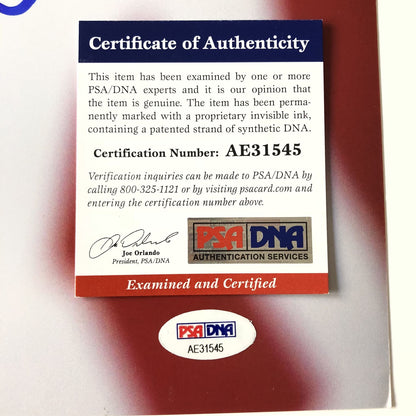 Certificate of Authenticity
This item has been examined by one or more
PSA/DNA experts and it is our opinion that
the item is genuine. The item has been perma-
nently marked with a proprietary invisible ink,
containing a patented strand of synthetic DNA.
Certification Number: AE31545
Verification inquiries can be made to PSA/DNA by
calling 800-325-1121 or by visiting psacard.com and
entering the certification number above.
Joe Orlando
President, PSA/DNA
PSA DNA
AUTHENTICATION SERVICES
Examined and Certified
PSA DNA
AE31545